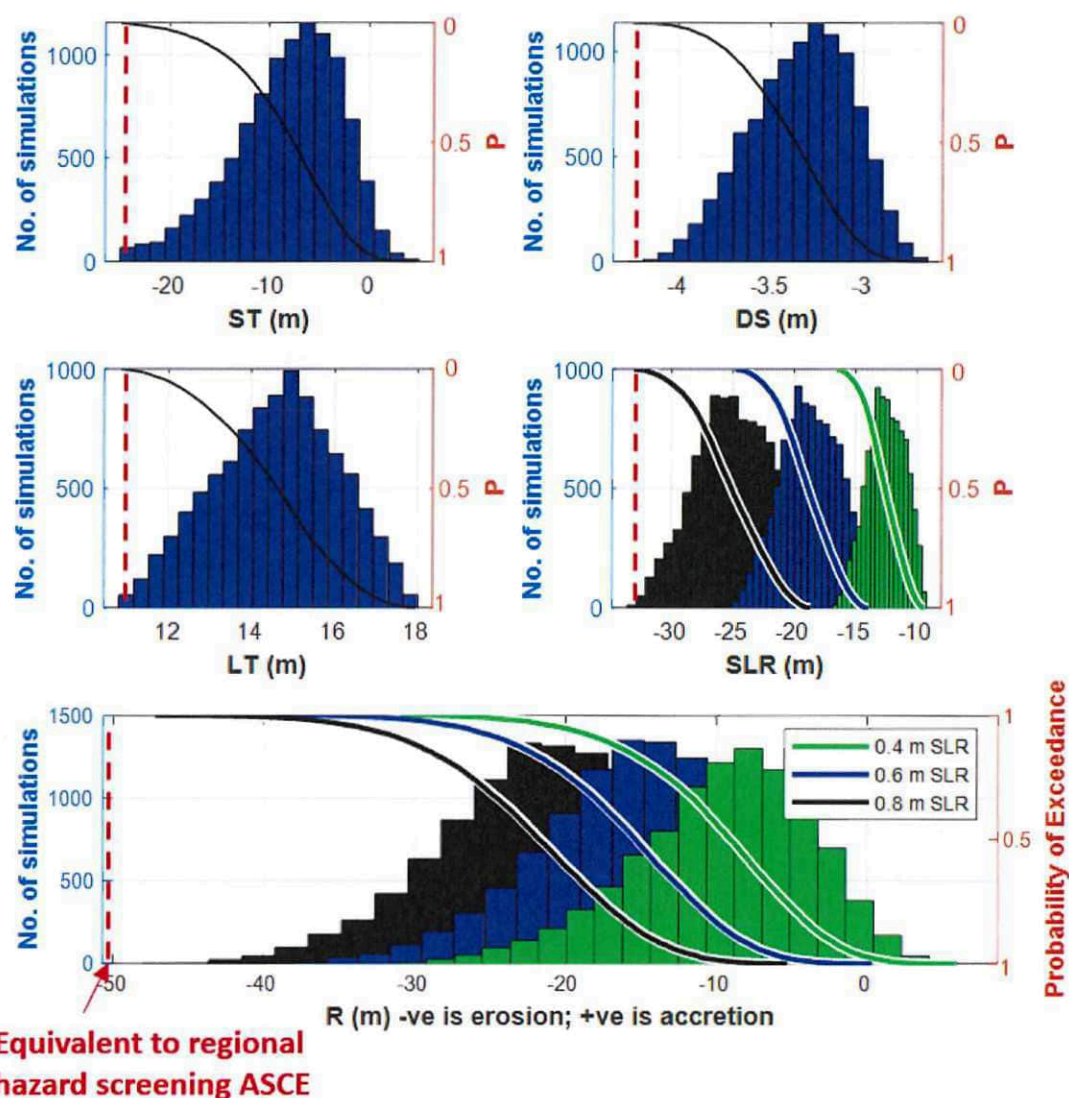 No. of simulations
1000
500
0
-20 -10 0
ST (m)
0
0.5
1
P
No. of simulations
1000
500
0
-4 -3.5 -3
DS (m)
0
0.5
1
P
No. of simulations
1000
500
0
12 14 16 18
LT (m)
0
0.5
1
P
No. of simulations
1000
500
0
-30 -25 -20 -15 -10
SLR (m)
0
0.5
1
P
No. of simulations
1500
1000
500
0
-50 -40 -30 -20 -10 0
R (m) -ve is erosion; +ve is accretion
0.4 m SLR
0.6 m SLR
0.8 m SLR
1
0.5
1
Probability of Exceedance
Equivalent to regional
hazard screening ASCE